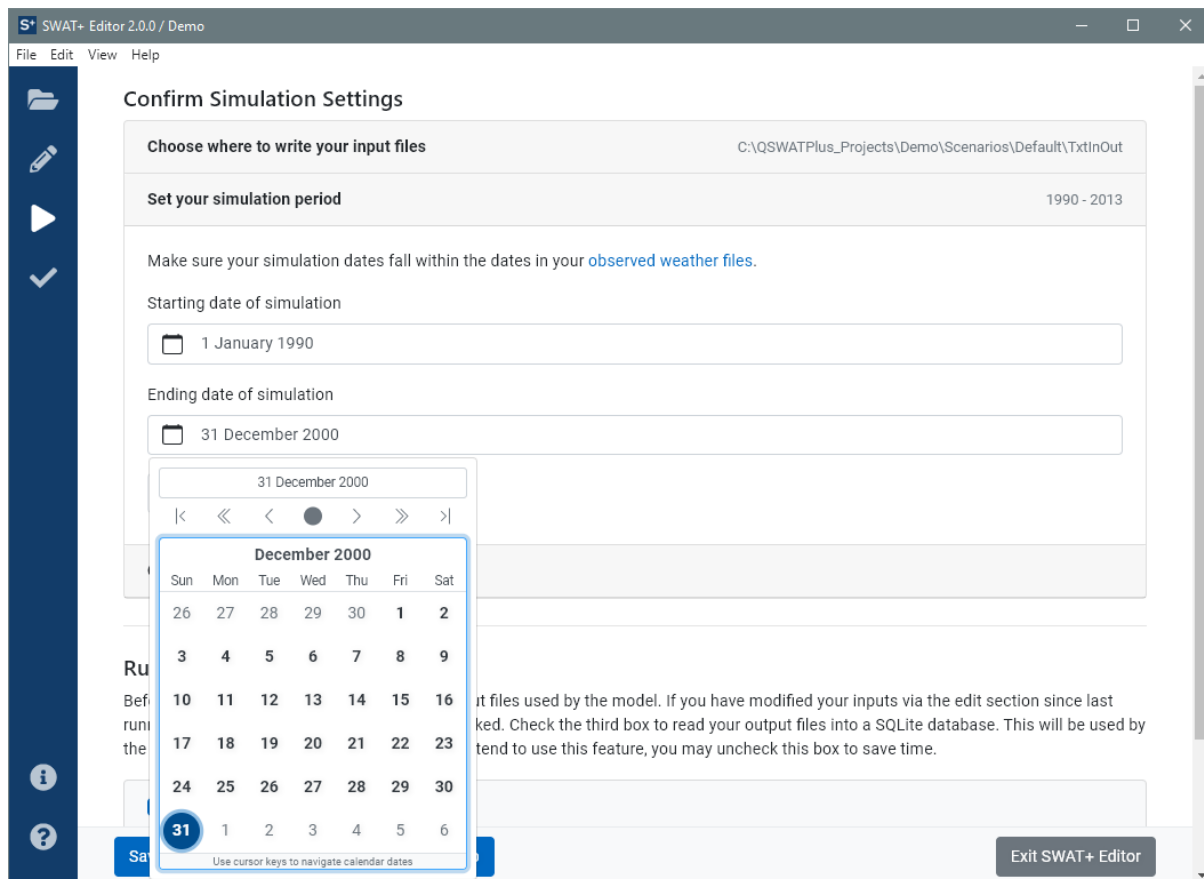 S+ SWAT+ Editor 2.0.0 / Demo
File Edit View Help
Confirm Simulation Settings
Choose where to write your input files C:\QSWATPlus_Projects\Demo\Scenarios\Default\TxtInOut
Set your simulation period 1990 - 2013
Make sure your simulation dates fall within the dates in your observed weather files.
Starting date of simulation
1 January 1990
Ending date of simulation
31 December 2000
31 December 2000
December 2000
Sun Mon Tue Wed Thu Fri Sat
26 27 28 29 30 1 2
3 4 5 6 7 8 9
10 11 12 13 14 15 16
17 18 19 20 21 22 23
24 25 26 27 28 29 30
31 1 2 3 4 5 6
Use cursor keys to navigate calendar dates
Ru
Bef t files used by the model. If you have modified your inputs via the edit section since last
runn ked. Check the third box to read your output files into a SQLite database. This will be used by
the tend to use this feature, you may uncheck this box to save time.
Sa
Exit SWAT+ Editor